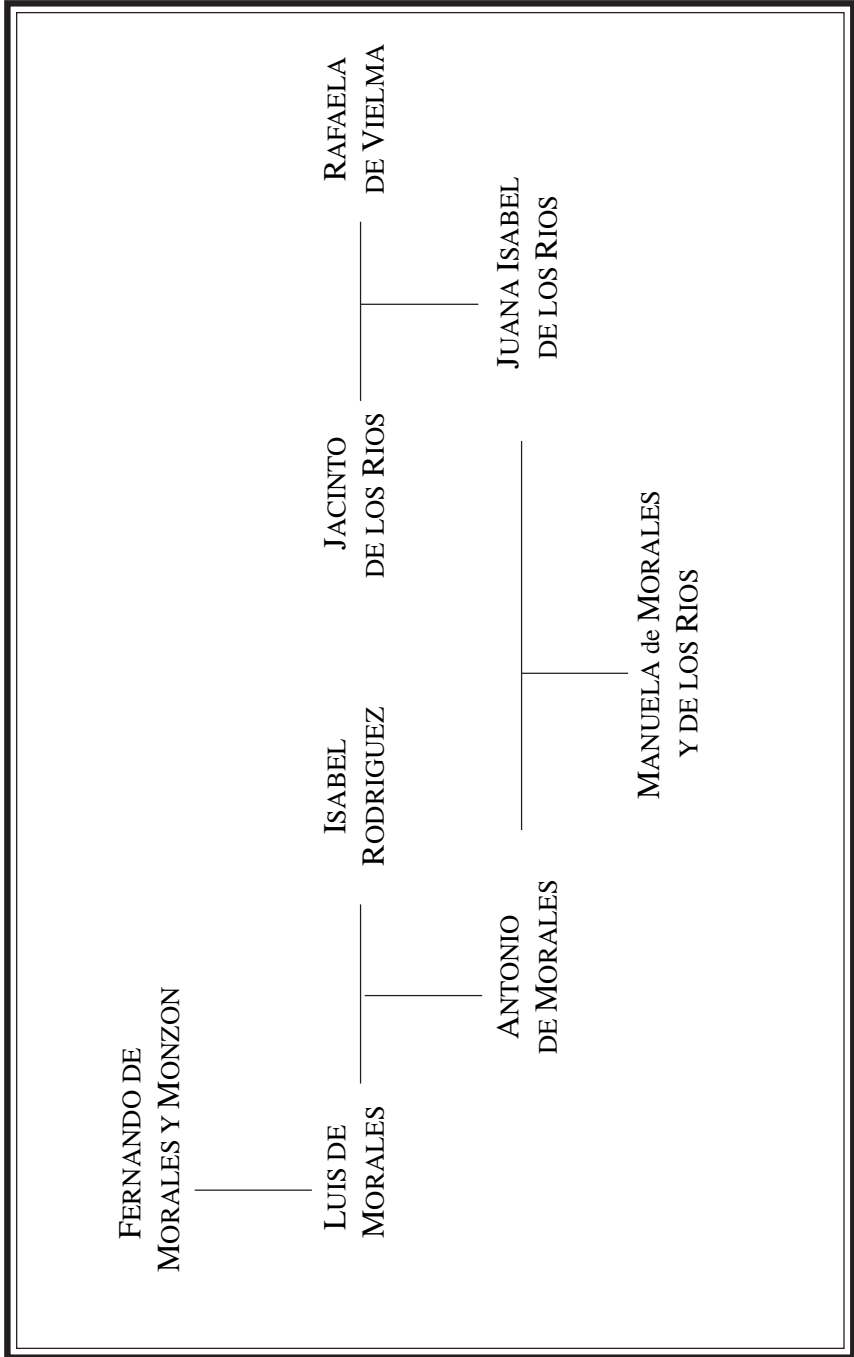 FERNANDO DE
MORALES Y MONZON
LUIS DE
MORALES
ISABEL
RODRIGUEZ
JACINTO
DE LOS RIOS
RAFAELA
DE VIELMA
ANTONIO
DE MORALES
JUANA ISABEL
DE LOS RIOS
MANUELA de MORALES
Y DE LOS RIOS